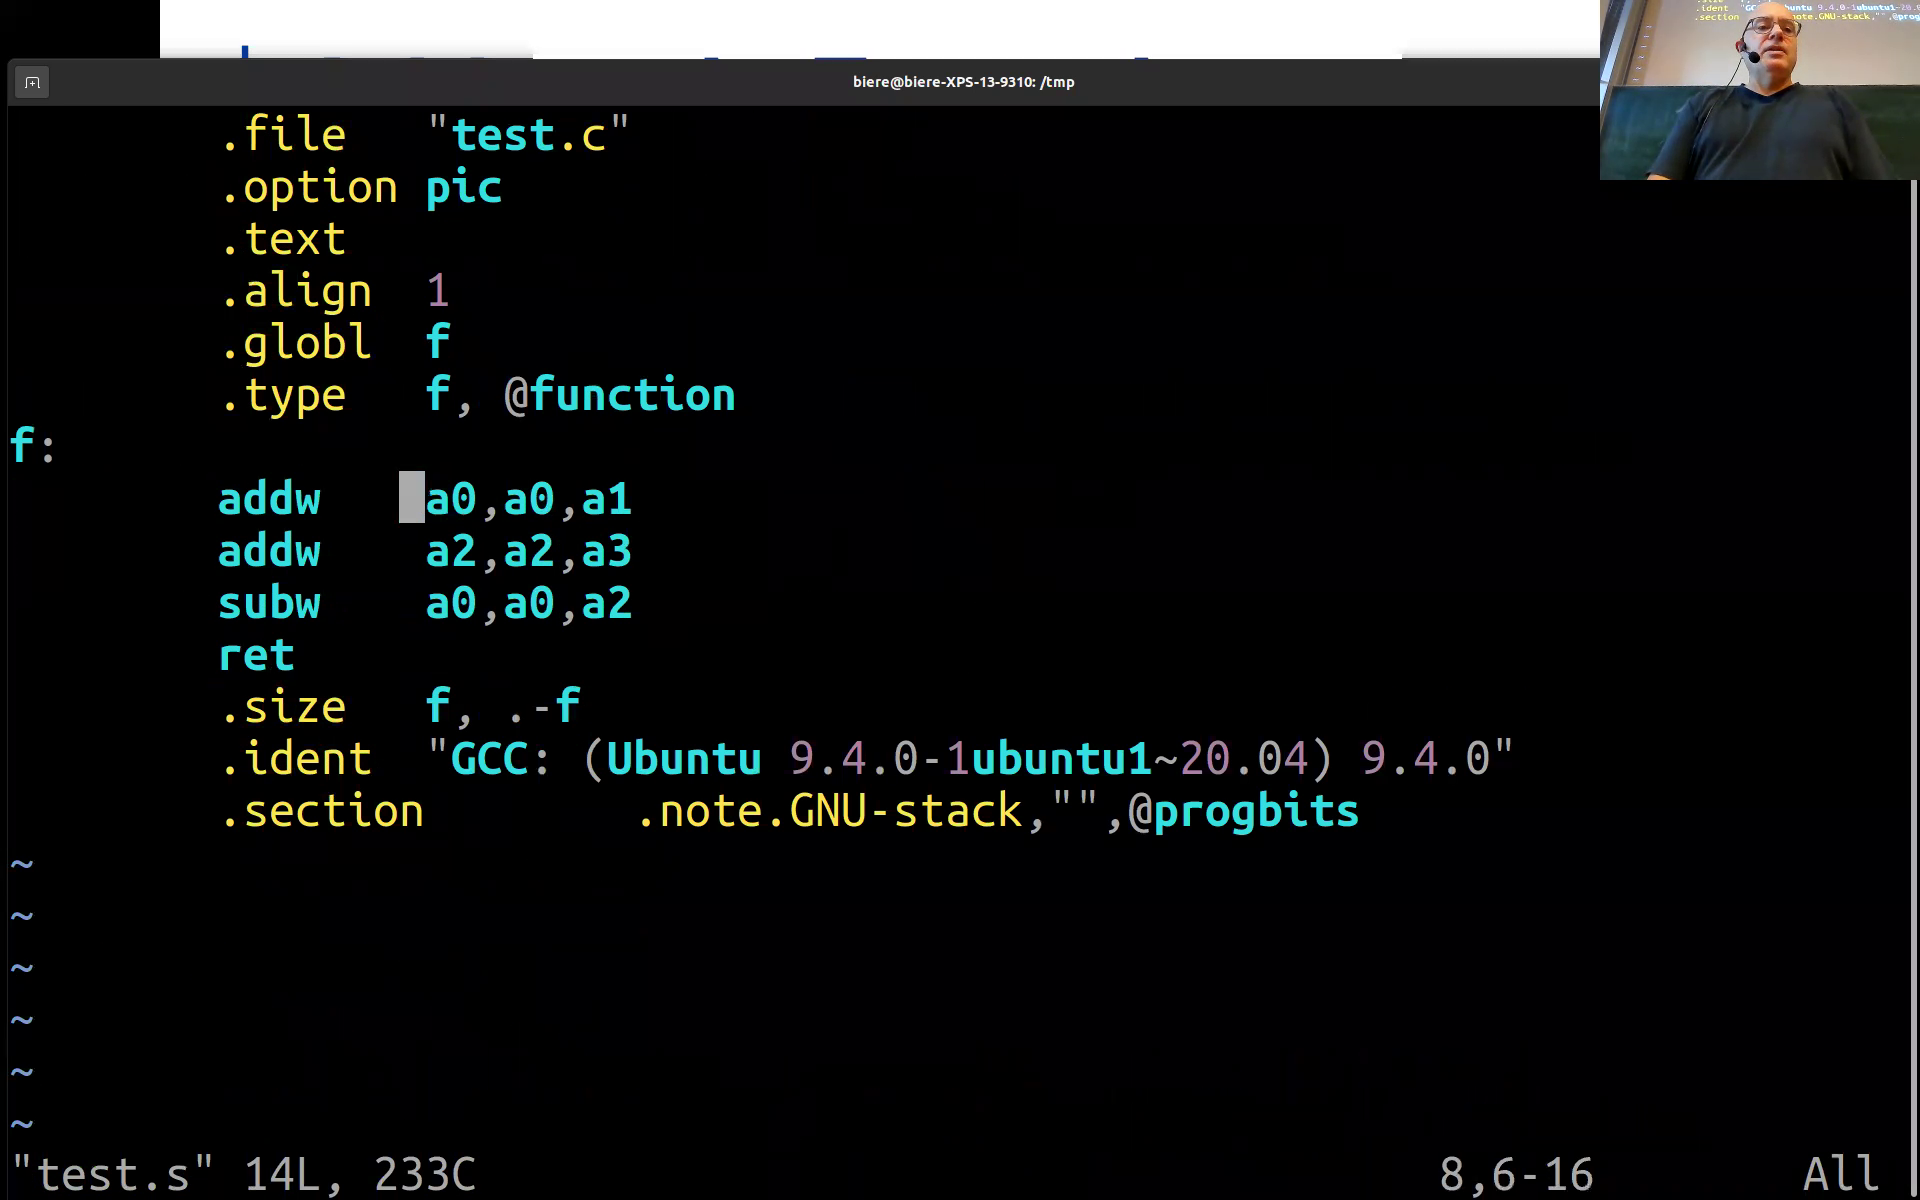 biere@biere-XPS-13-9310: /tmp
.file "test.c"
.option pic
.text
.align 1
.globl f
.type f, @function
f:
addw a0,a0,a1
addw a2,a2,a3
subw a0,a0,a2
ret
.size f, .-f
.ident "GCC: (Ubuntu 9.4.0-1ubuntu1~20.04) 9.4.0"
.section .note.GNU-stack,"",@progbits
~
~
~
~
~
~
"test.s" 14L, 233C 8,6-16 All